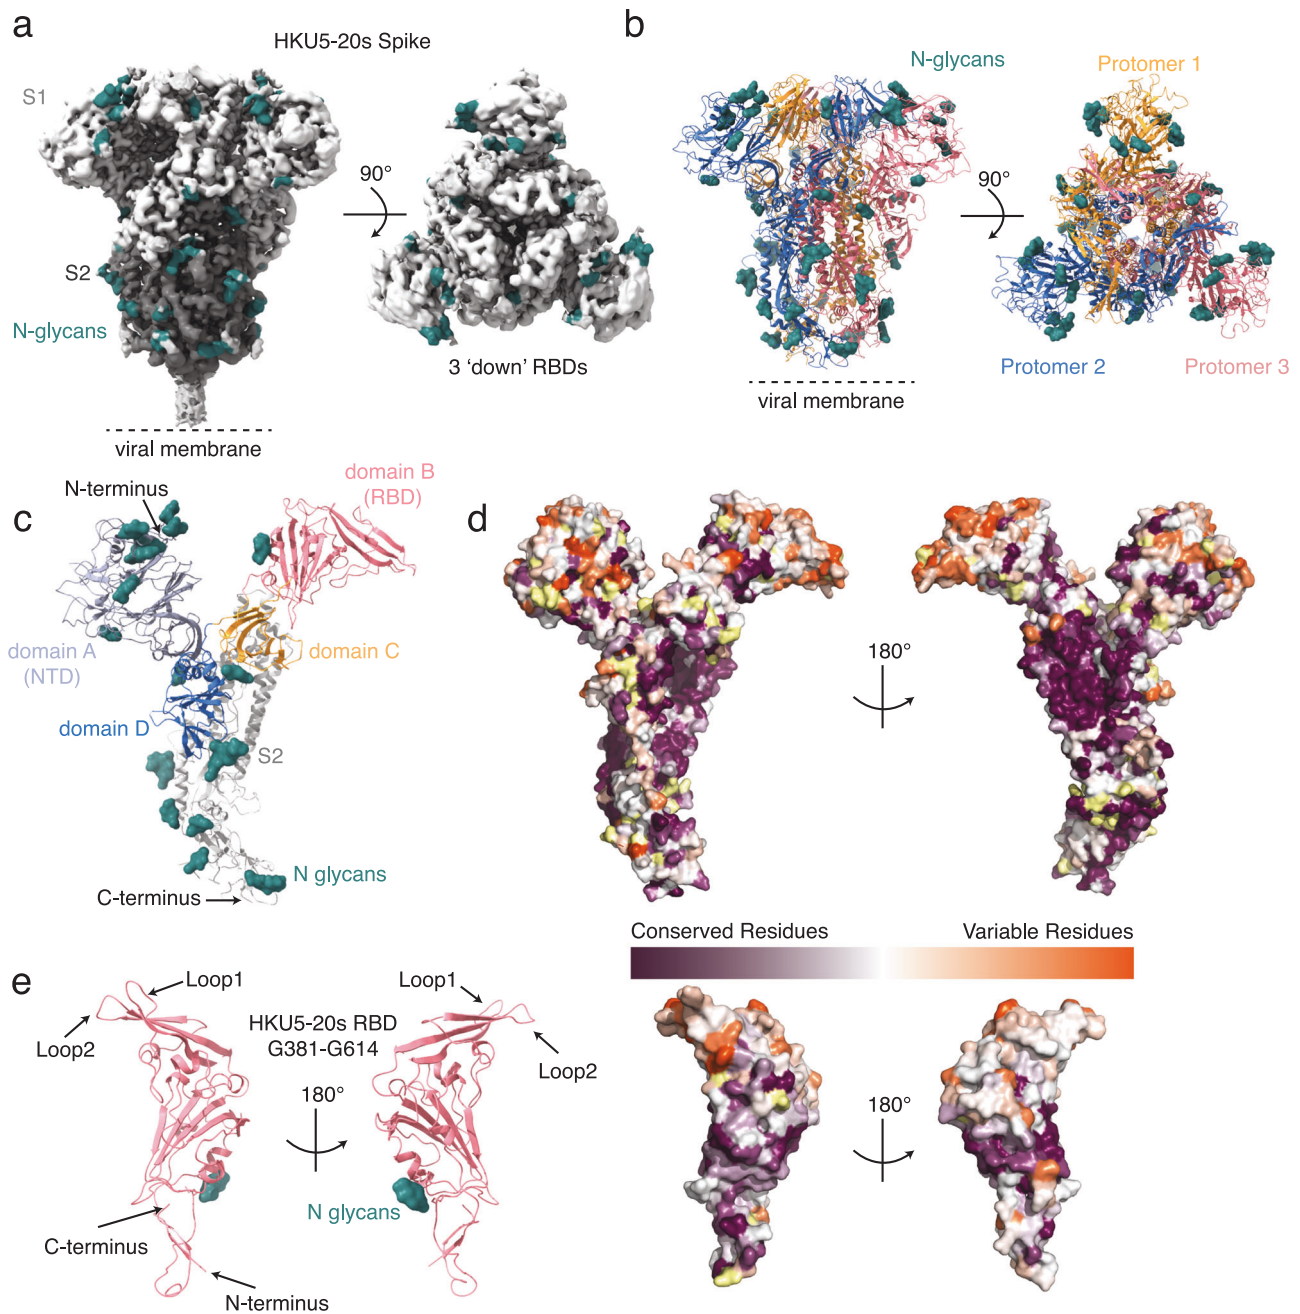 a
HKU5-20s Spike
S1
90°
S2
N-glycans
3 ‘down’ RBDs
viral membrane
b
N-glycans
Protomer 1
90°
Protomer 2
Protomer 3
viral membrane
c
N-terminus
domain B
(RBD)
domain A
(NTD)
domain C
domain D
S2
N glycans
C-terminus
d
180°
Conserved Residues
Variable Residues
180°
e
Loop1
Loop2
HKU5-20s RBD
G381-G614
Loop1
Loop2
180°
N glycans
C-terminus
N-terminus